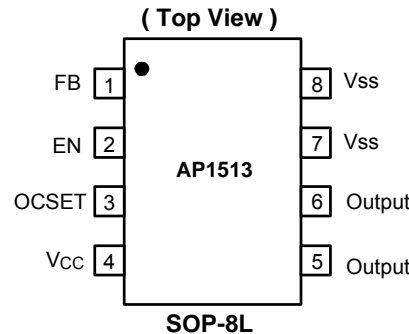 ( Top View )
FB 1 8 Vss
EN 2 7 Vss
AP1513
OCSET 3 6 Output
VCC 4 5 Output
SOP-8L